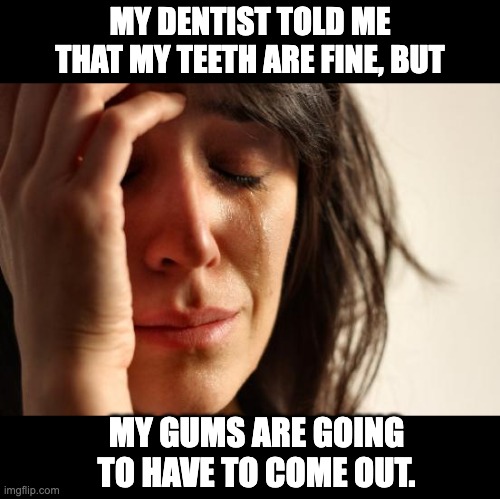 MY DENTIST TOLD ME
THAT MY TEETH ARE FINE, BUT
MY GUMS ARE GOING
TO HAVE TO COME OUT.
imgflip.com